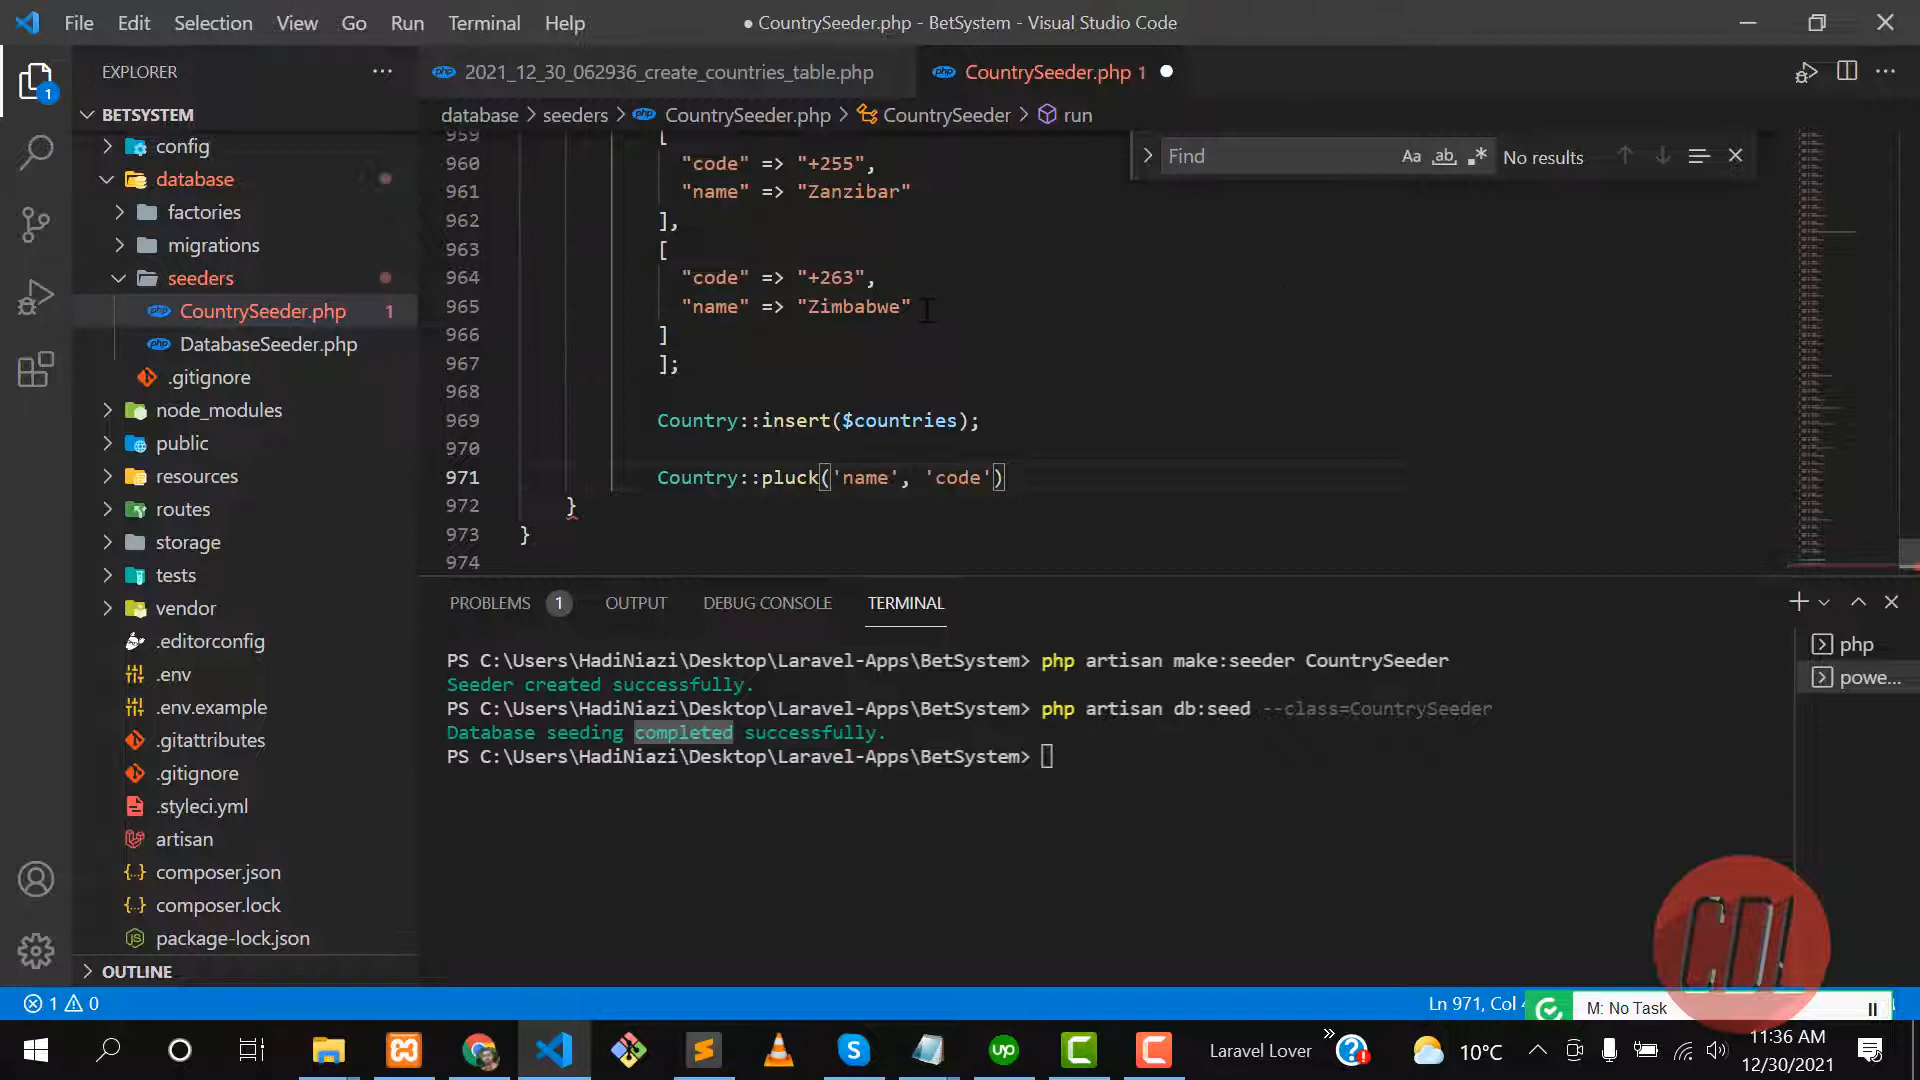 File Edit Selection View Go Run Terminal Help
● CountrySeeder.php - BetSystem - Visual Studio Code
EXPLORER
2021_12_30_062936_create_countries_table.php
CountrySeeder.php 1
BETSYSTEM
database > seeders > CountrySeeder.php > CountrySeeder > run
Find
Aa
ab
No results
config
database
factories
migrations
seeders
CountrySeeder.php 1
DatabaseSeeder.php
.gitignore
node_modules
public
resources
routes
storage
tests
vendor
.editorconfig
.env
.env.example
.gitattributes
.gitignore
.styleci.yml
artisan
composer.json
composer.lock
package-lock.json
OUTLINE
959 [
960 "code" => "+255",
961 "name" => "Zanzibar"
962 ],
963 [
964 "code" => "+263",
965 "name" => "Zimbabwe"
966 ]
967 ];
968
969 Country::insert($countries);
970
971 Country::pluck('name', 'code')
972 }
973 }
974
PROBLEMS 1 OUTPUT DEBUG CONSOLE TERMINAL
PS C:\Users\HadiNiazi\Desktop\Laravel-Apps\BetSystem> php artisan make:seeder CountrySeeder
Seeder created successfully.
PS C:\Users\HadiNiazi\Desktop\Laravel-Apps\BetSystem> php artisan db:seed --class=CountrySeeder
Database seeding completed successfully.
PS C:\Users\HadiNiazi\Desktop\Laravel-Apps\BetSystem>
php
powe...
1 0
Ln 971, Col
M: No Task
Laravel Lover
10°C
11:36 AM
12/30/2021